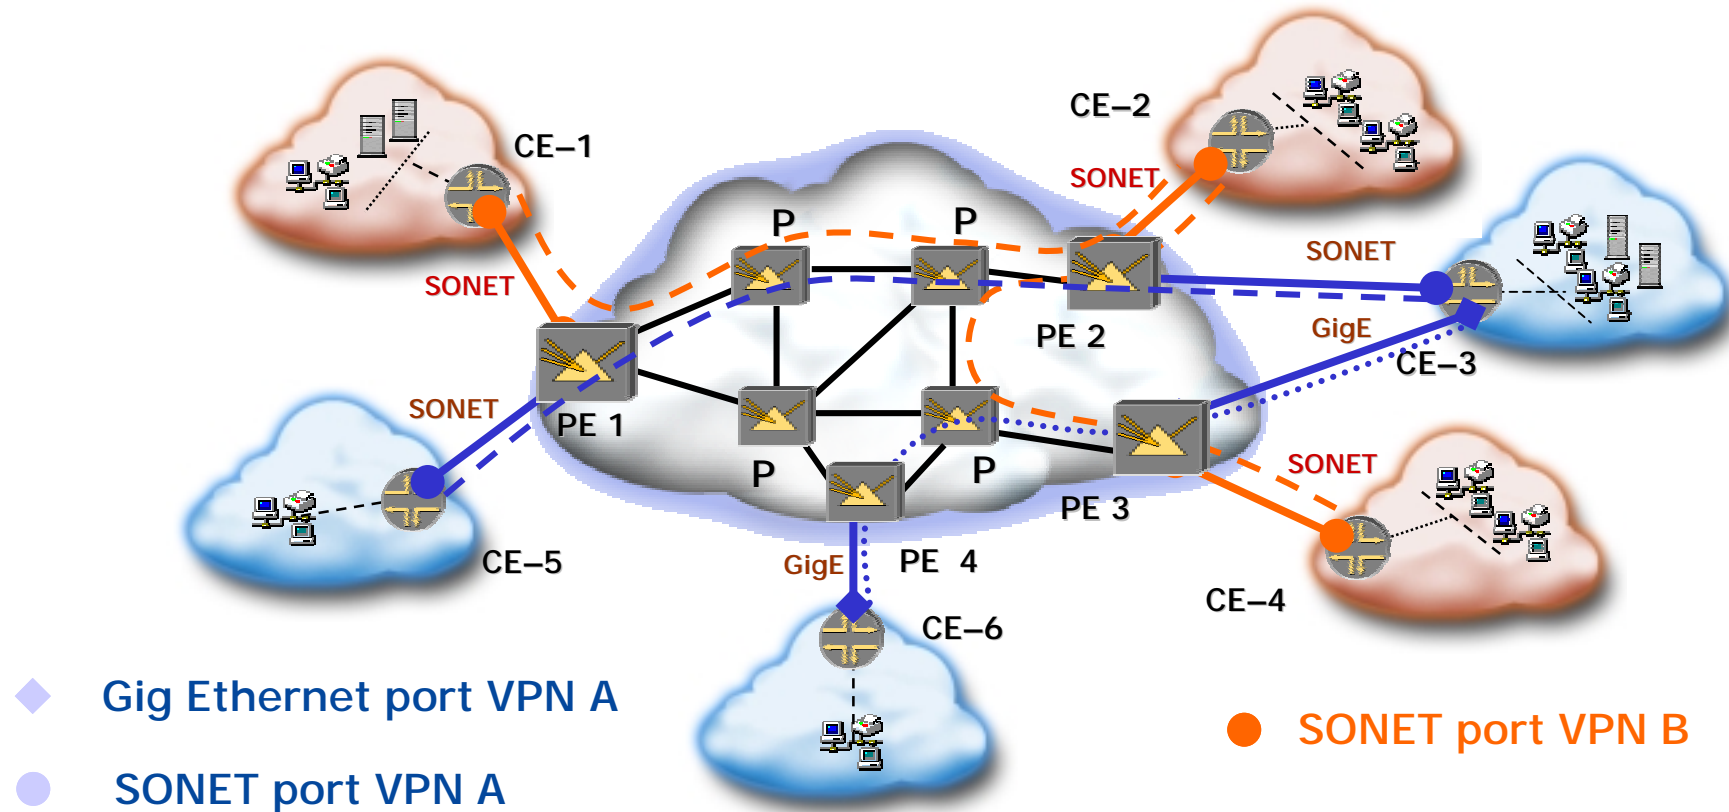 CE–2
CE–1
SONET
P
P
SONET
SONET
GigE
PE 2
CE–3
SONET
PE 1
P
P
SONET
PE 3
CE–5
GigE
PE 4
CE–4
CE–6
Gig Ethernet port VPN A
SONET port VPN B
SONET port VPN A